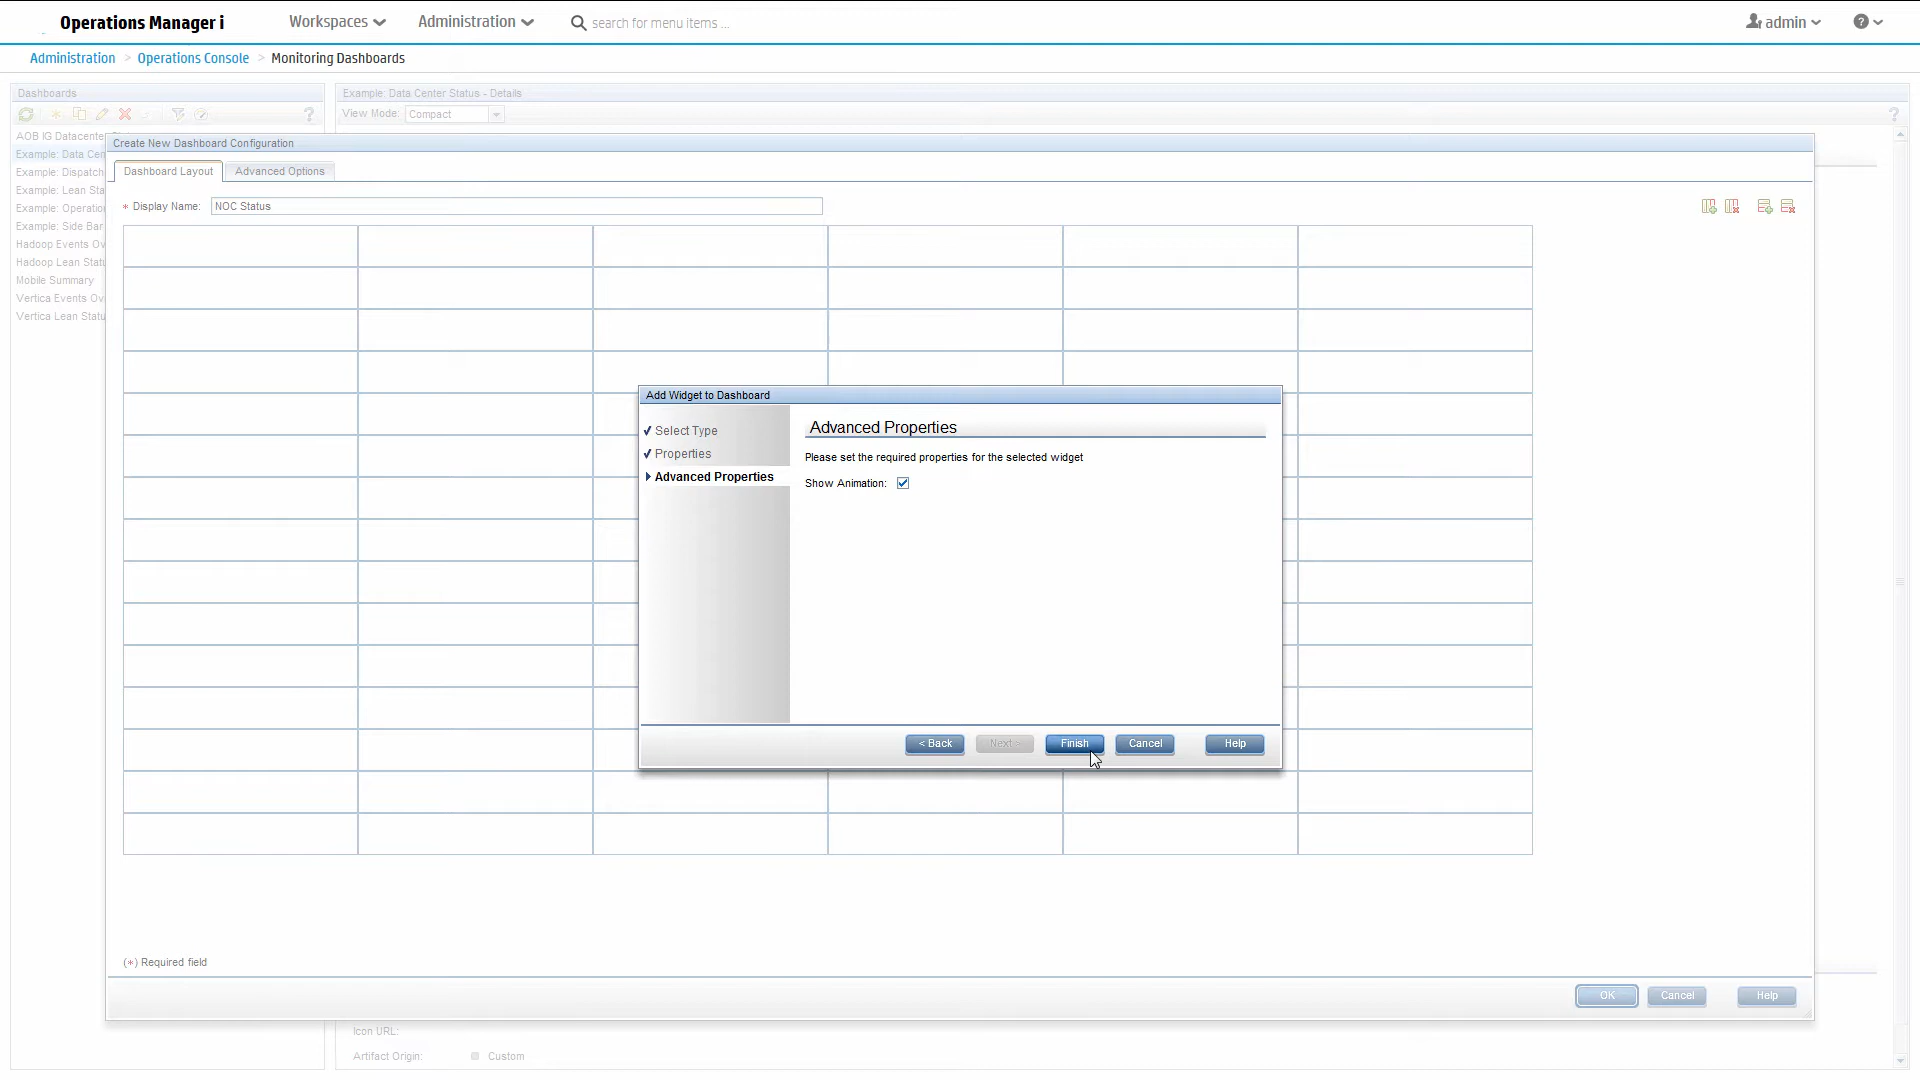 Operations Manager i
Workspaces
Administration
search for menu items ...
admin
?
Administration > Operations Console > Monitoring Dashboards
Dashboards
Example: Data Center Status - Details
?
View Mode: Compact
?
AOB IG Datacenter
Example: Data Cen
Example: Dispatch
Example: Lean Sta
Example: Operation
Example: Side Bar
Hadoop Events Ov
Hadoop Lean Statu
Mobile Summary
Vertica Events Ov
Vertica Lean Statu
Create New Dashboard Configuration
Dashboard Layout
Advanced Options
* Display Name: NOC Status
Add Widget to Dashboard
Select Type
Properties
Advanced Properties
Advanced Properties
Please set the required properties for the selected widget
Show Animation:
< Back
Next >
Finish
Cancel
Help
(*) Required field
OK
Cancel
Help
Icon URL:
Artifact Origin: Custom